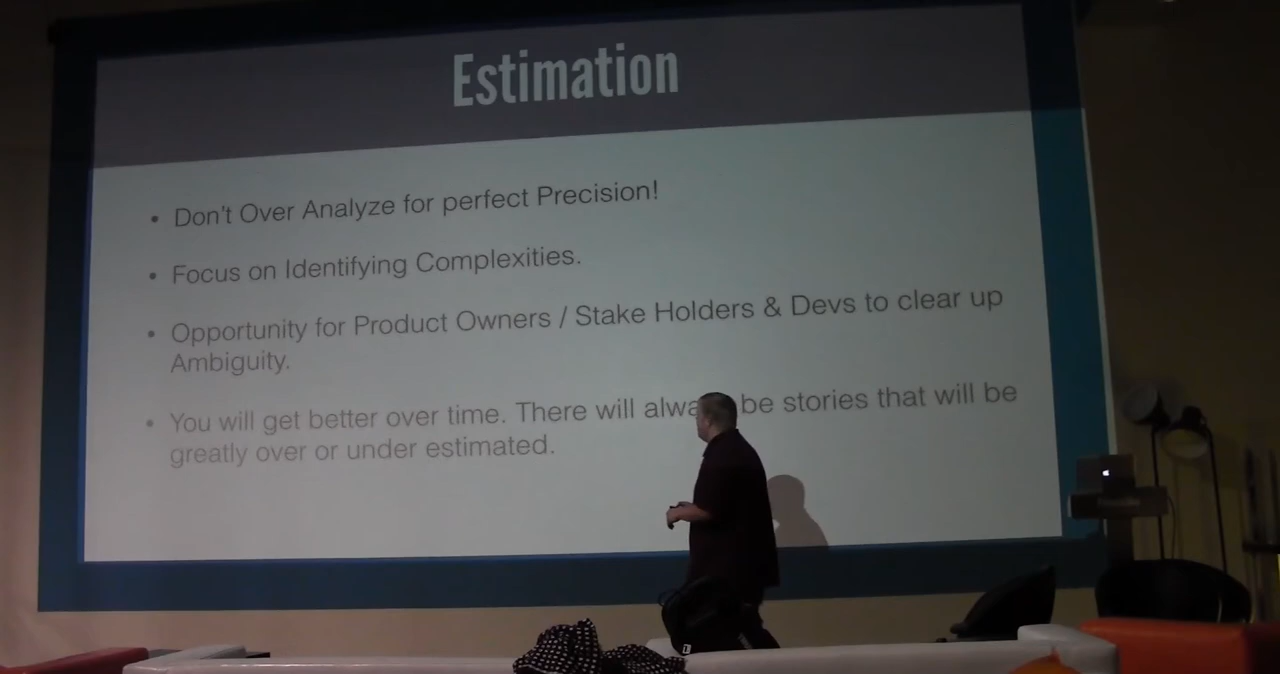 Estimation
• Don't Over Analyze for perfect Precision!
• Focus on Identifying Complexities.
• Opportunity for Product Owners / Stake Holders & Devs to clear up
Ambiguity.
• You will get better over time. There will alwa be stories that will be
greatly over or under estimated.